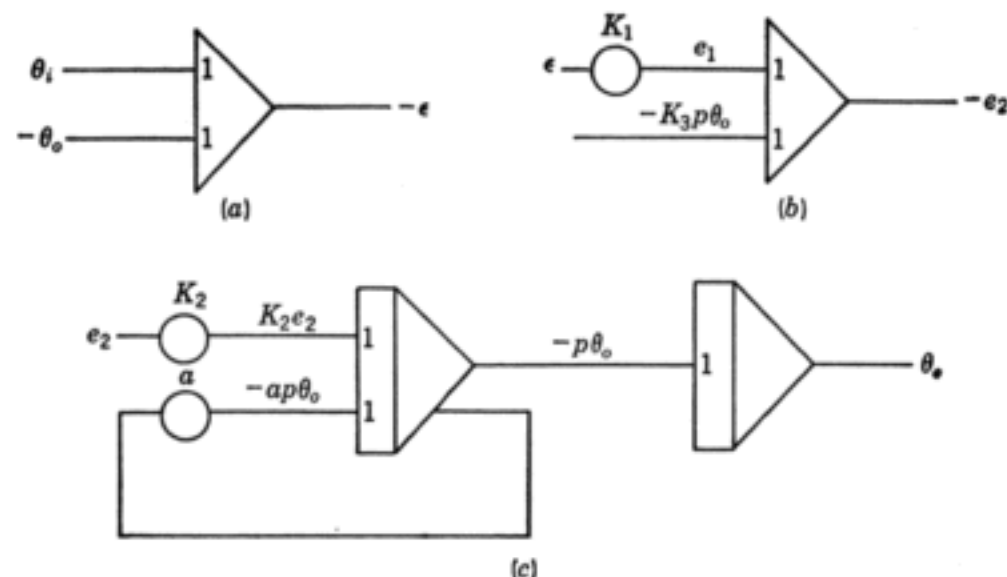 θᵢ
1
-θₒ
1
-ϵ
(a)
K₁
ϵ
e₁
1
-K₃pθₒ
1
-e₂
(b)
K₂
e₂
K₂e₂
1
a
-apθₒ
1
-pθₒ
1
θₒ
(c)